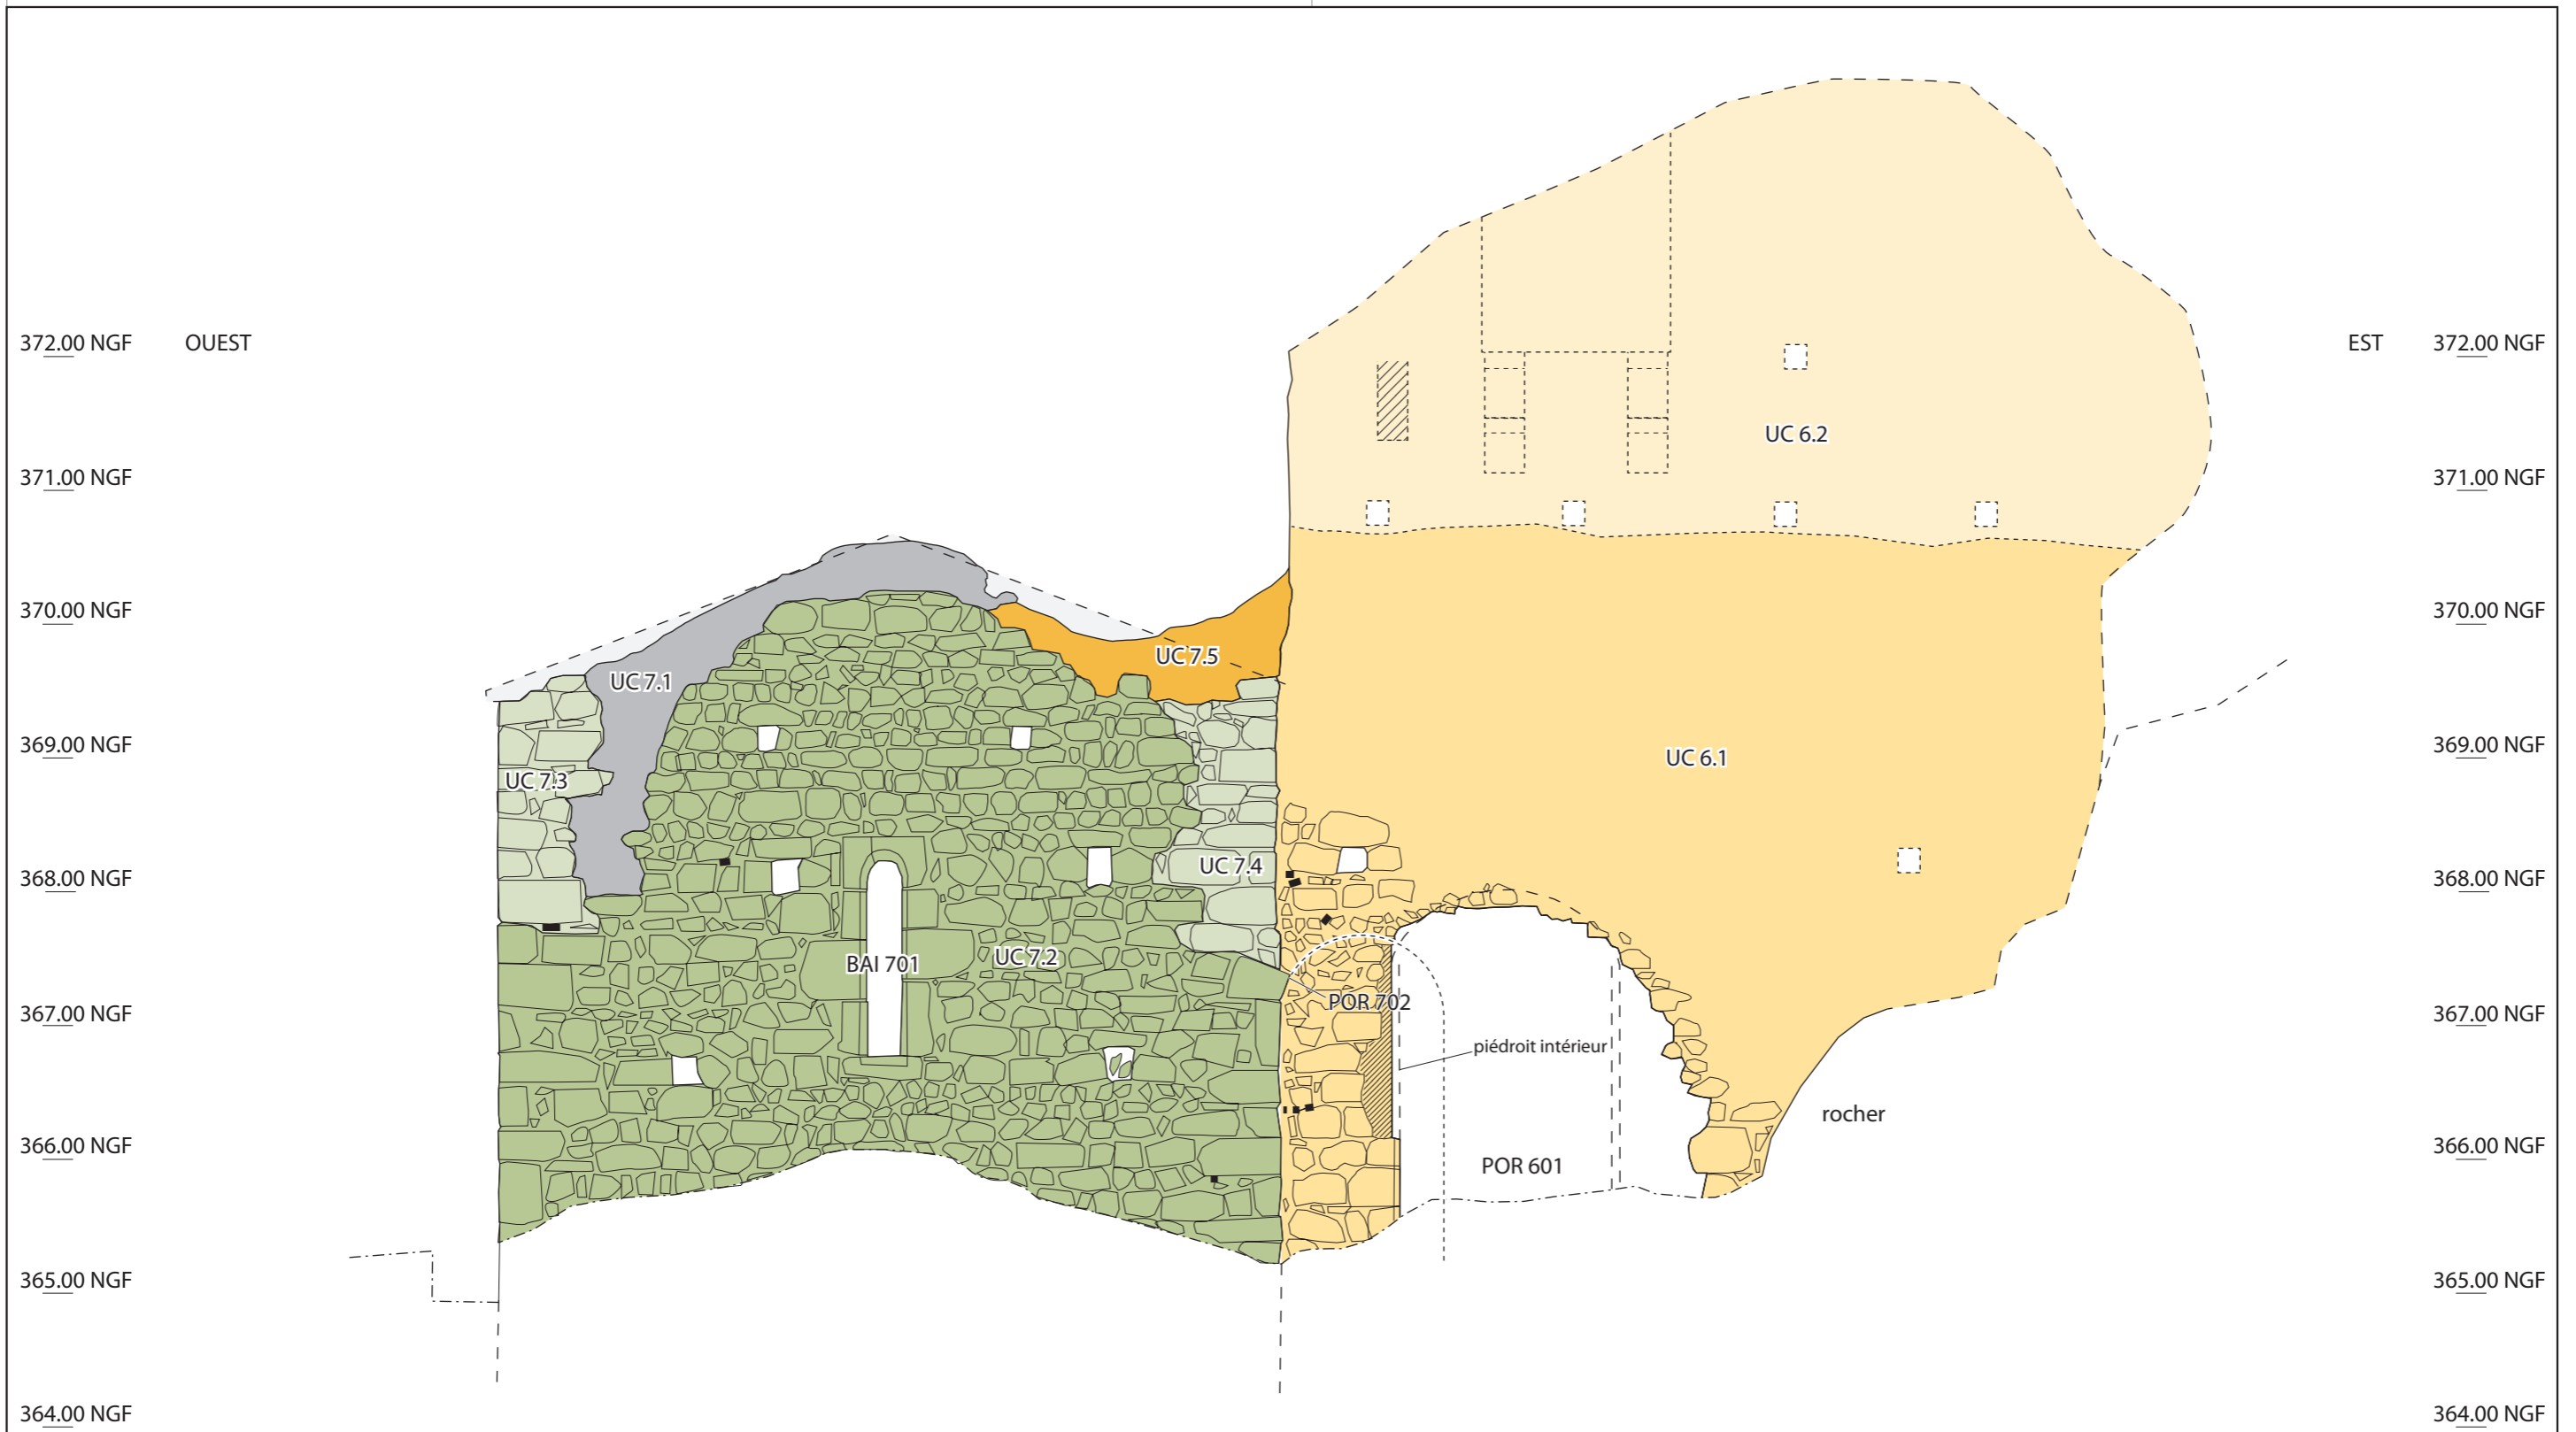 372.00 NGF OUEST EST 372.00 NGF
UC 6.2
371.00 NGF 371.00 NGF
370.00 NGF 370.00 NGF
UC 7.5
UC 7.1
369.00 NGF 369.00 NGF
UC 6.1
UC 7.3
UC 7.4
368.00 NGF 368.00 NGF
UC 7.2
BAI 701
POR 702
367.00 NGF 367.00 NGF
piédroit intérieur
rocher
366.00 NGF 366.00 NGF
POR 601
365.00 NGF 365.00 NGF
364.00 NGF 364.00 NGF